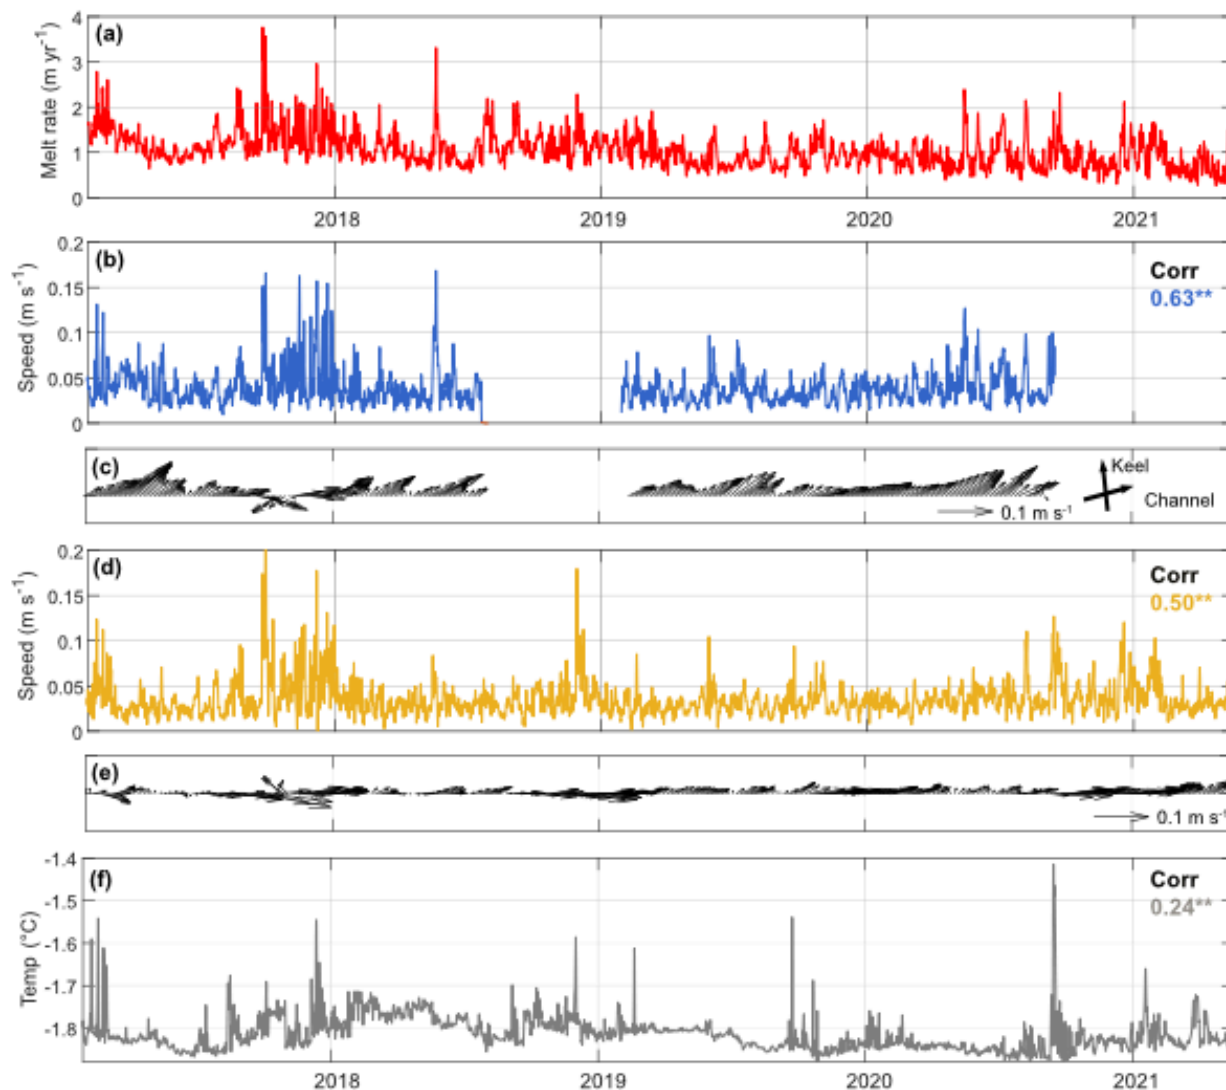 (a)
Melt rate (m yr⁻¹)
4
3
2
1
0
2018 2019 2020 2021
(b)
Speed (m s⁻¹)
0.2
0.15
0.1
0.05
0
Corr
0.63**
(c)
Keel
Channel
0.1 m s⁻¹
(d)
Speed (m s⁻¹)
0.2
0.15
0.1
0.05
0
Corr
0.50**
(e)
0.1 m s⁻¹
(f)
Temp (°C)
-1.4
-1.5
-1.6
-1.7
-1.8
Corr
0.24**
2018 2019 2020 2021